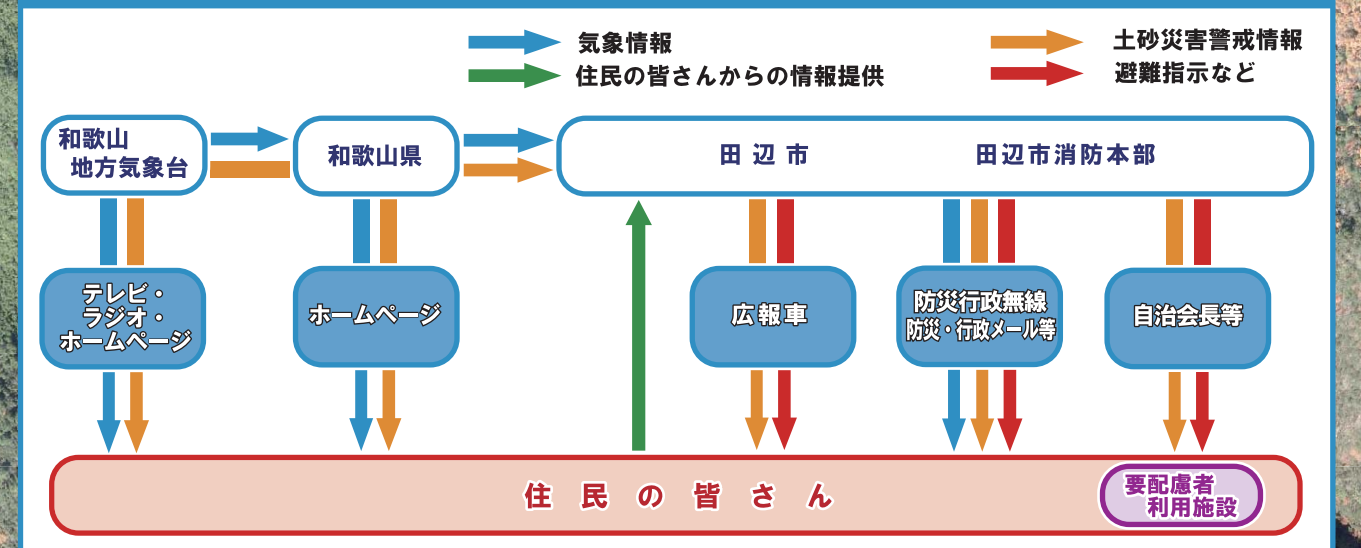 気象情報
住民の皆さんからの情報提供
土砂災害警戒情報
避難指示など
和歌山
地方気象台
和歌山県
田辺市
田辺市消防本部
テレビ・
ラジオ・
ホームページ
ホームページ
広報車
防災行政無線
防災・行政メール等
自治会長等
住民の皆さん
要配慮者
利用施設